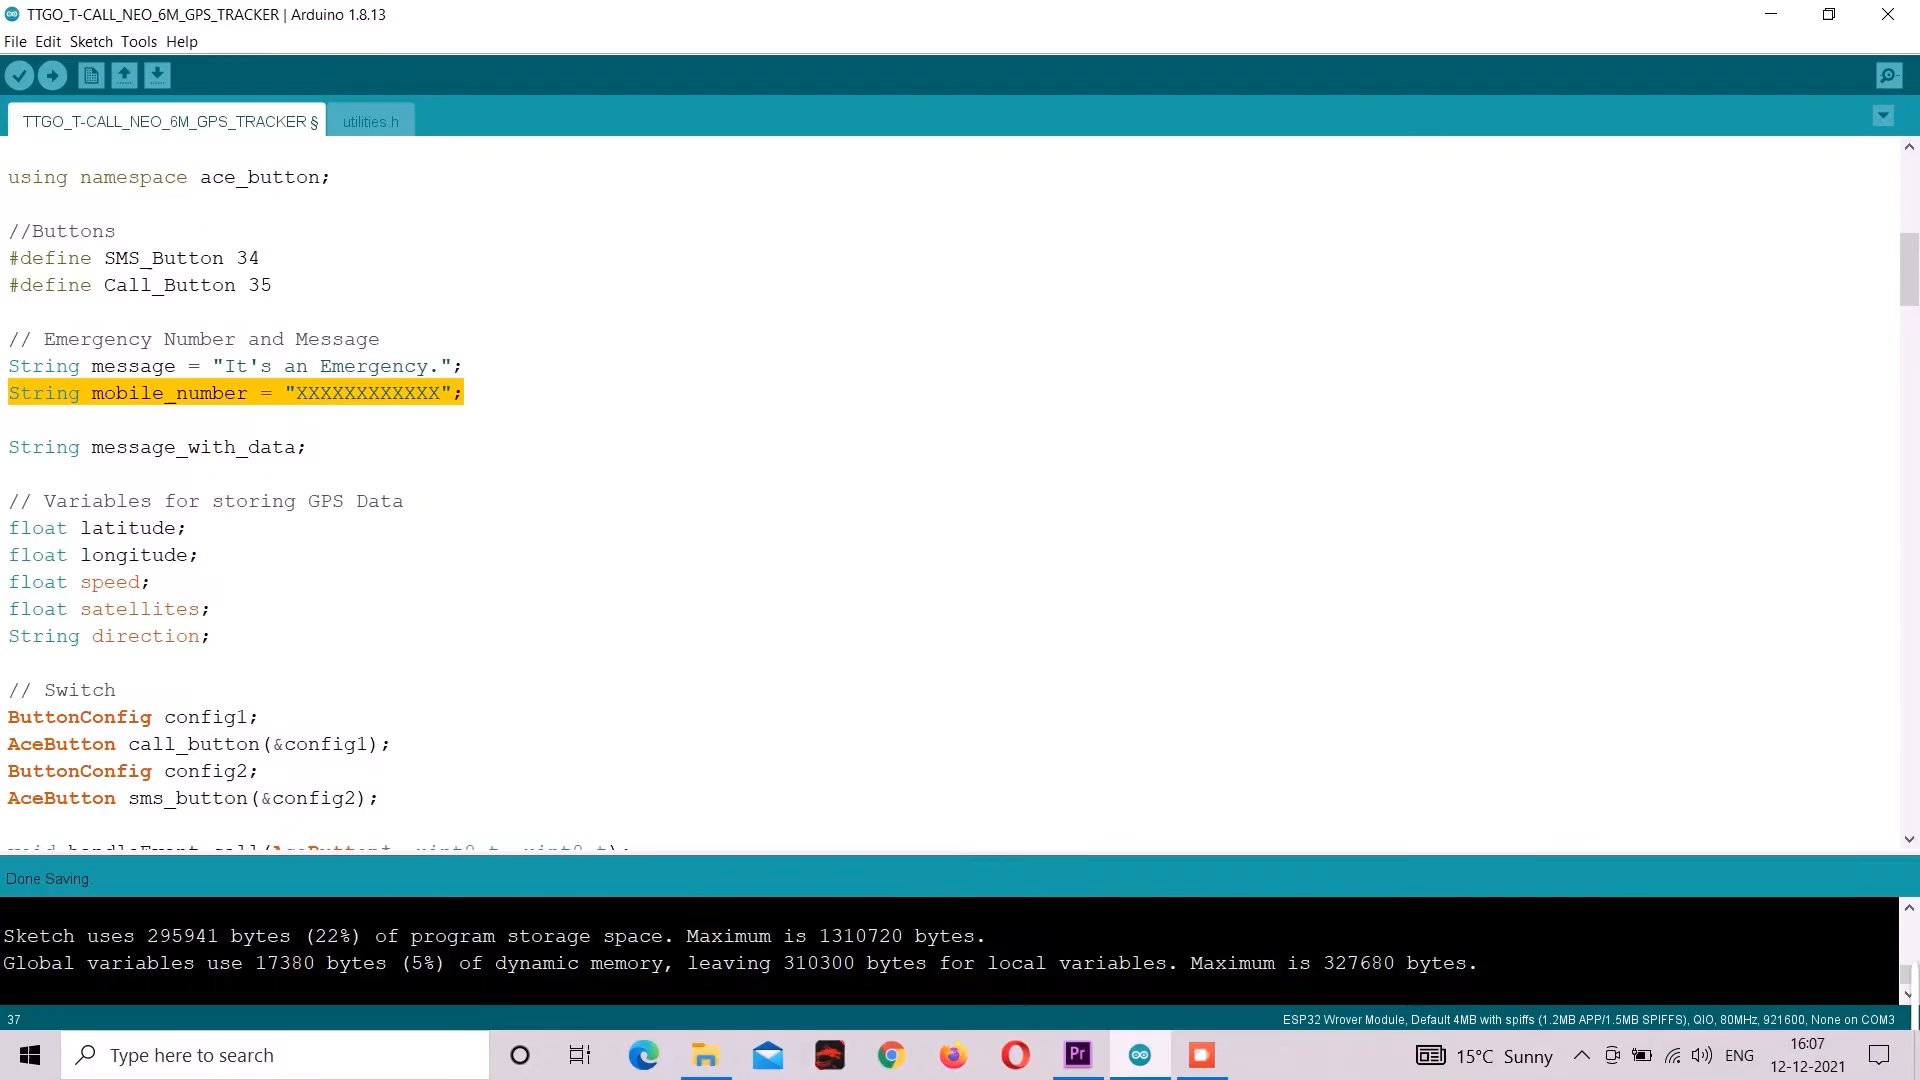 TTGO_T-CALL_NEO_6M_GPS_TRACKER | Arduino 1.8.13
File Edit Sketch Tools Help
TTGO_T-CALL_NEO_6M_GPS_TRACKER § utilities.h
using namespace ace_button;
//Buttons
#define SMS_Button 34
#define Call_Button 35
// Emergency Number and Message
String message = "It's an Emergency.";
String mobile_number = "XXXXXXXXXXXX";
String message_with_data;
// Variables for storing GPS Data
float latitude;
float longitude;
float speed;
float satellites;
String direction;
// Switch
ButtonConfig config1;
AceButton call_button(&config1);
ButtonConfig config2;
AceButton sms_button(&config2);
Done Saving.
Sketch uses 295941 bytes (22%) of program storage space. Maximum is 1310720 bytes.
Global variables use 17380 bytes (5%) of dynamic memory, leaving 310300 bytes for local variables. Maximum is 327680 bytes.
37 ESP32 Wrover Module, Default 4MB with spiffs (1.2MB APP/1.5MB SPIFFS), QIO, 80MHz, 921600, None on COM3
Type here to search Pr 15°C Sunny ENG 16:07
12-12-2021